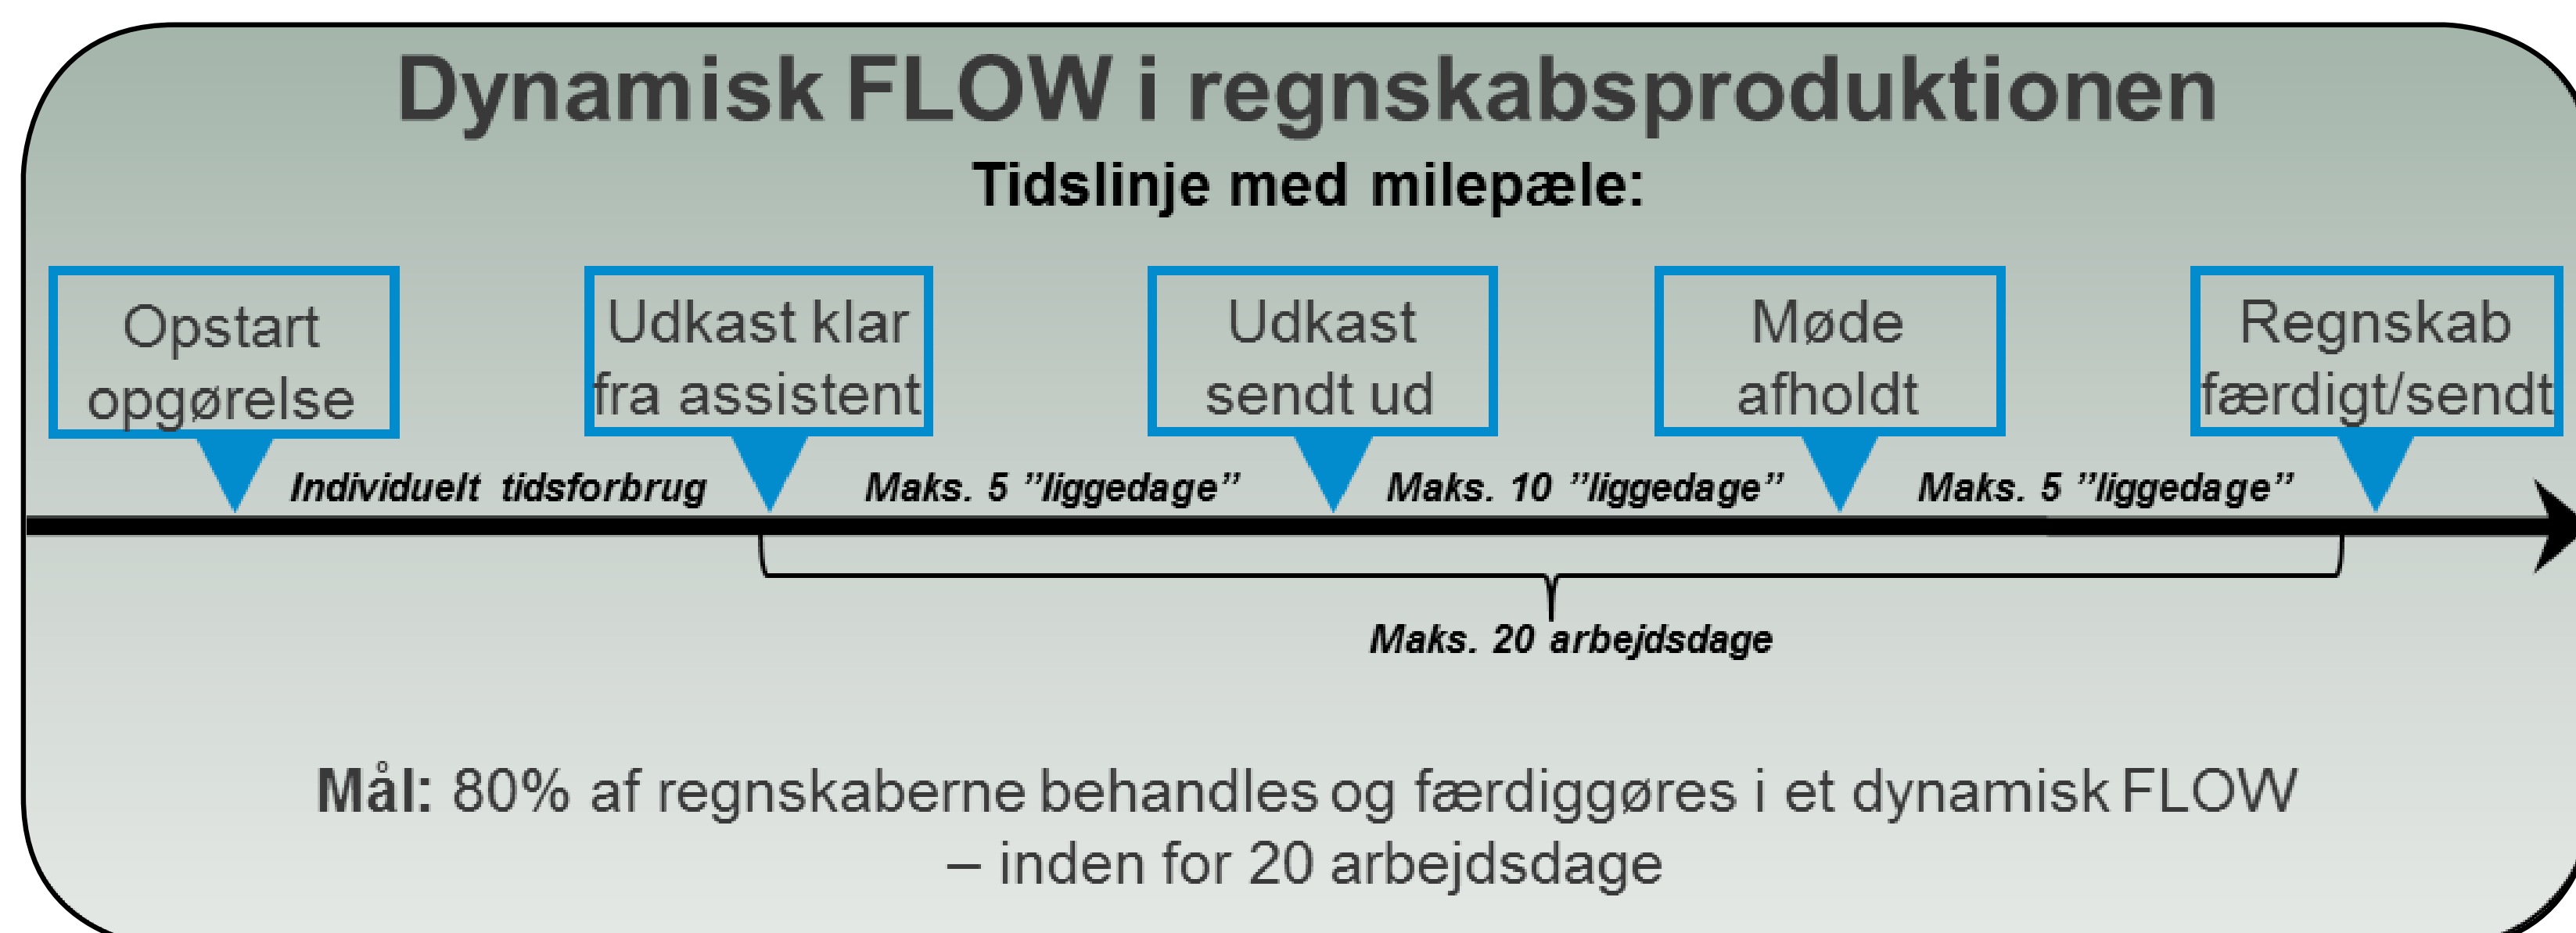 Dynamisk FLOW i regnskabsproduktionen
Tidslinje med milepæle:
Opstart
opgørelse
Udkast klar
fra assistent
Udkast
sendt ud
Møde
afholdt
Regnskab
færdigt/sendt
Individuelt tidsforbrug
Maks. 5 ”liggedage”
Maks. 10 ”liggedage”
Maks. 5 ”liggedage”
Maks. 20 arbejdsdage
Mål: 80% af regnskaberne behandles og færdiggøres i et dynamisk FLOW
– inden for 20 arbejdsdage